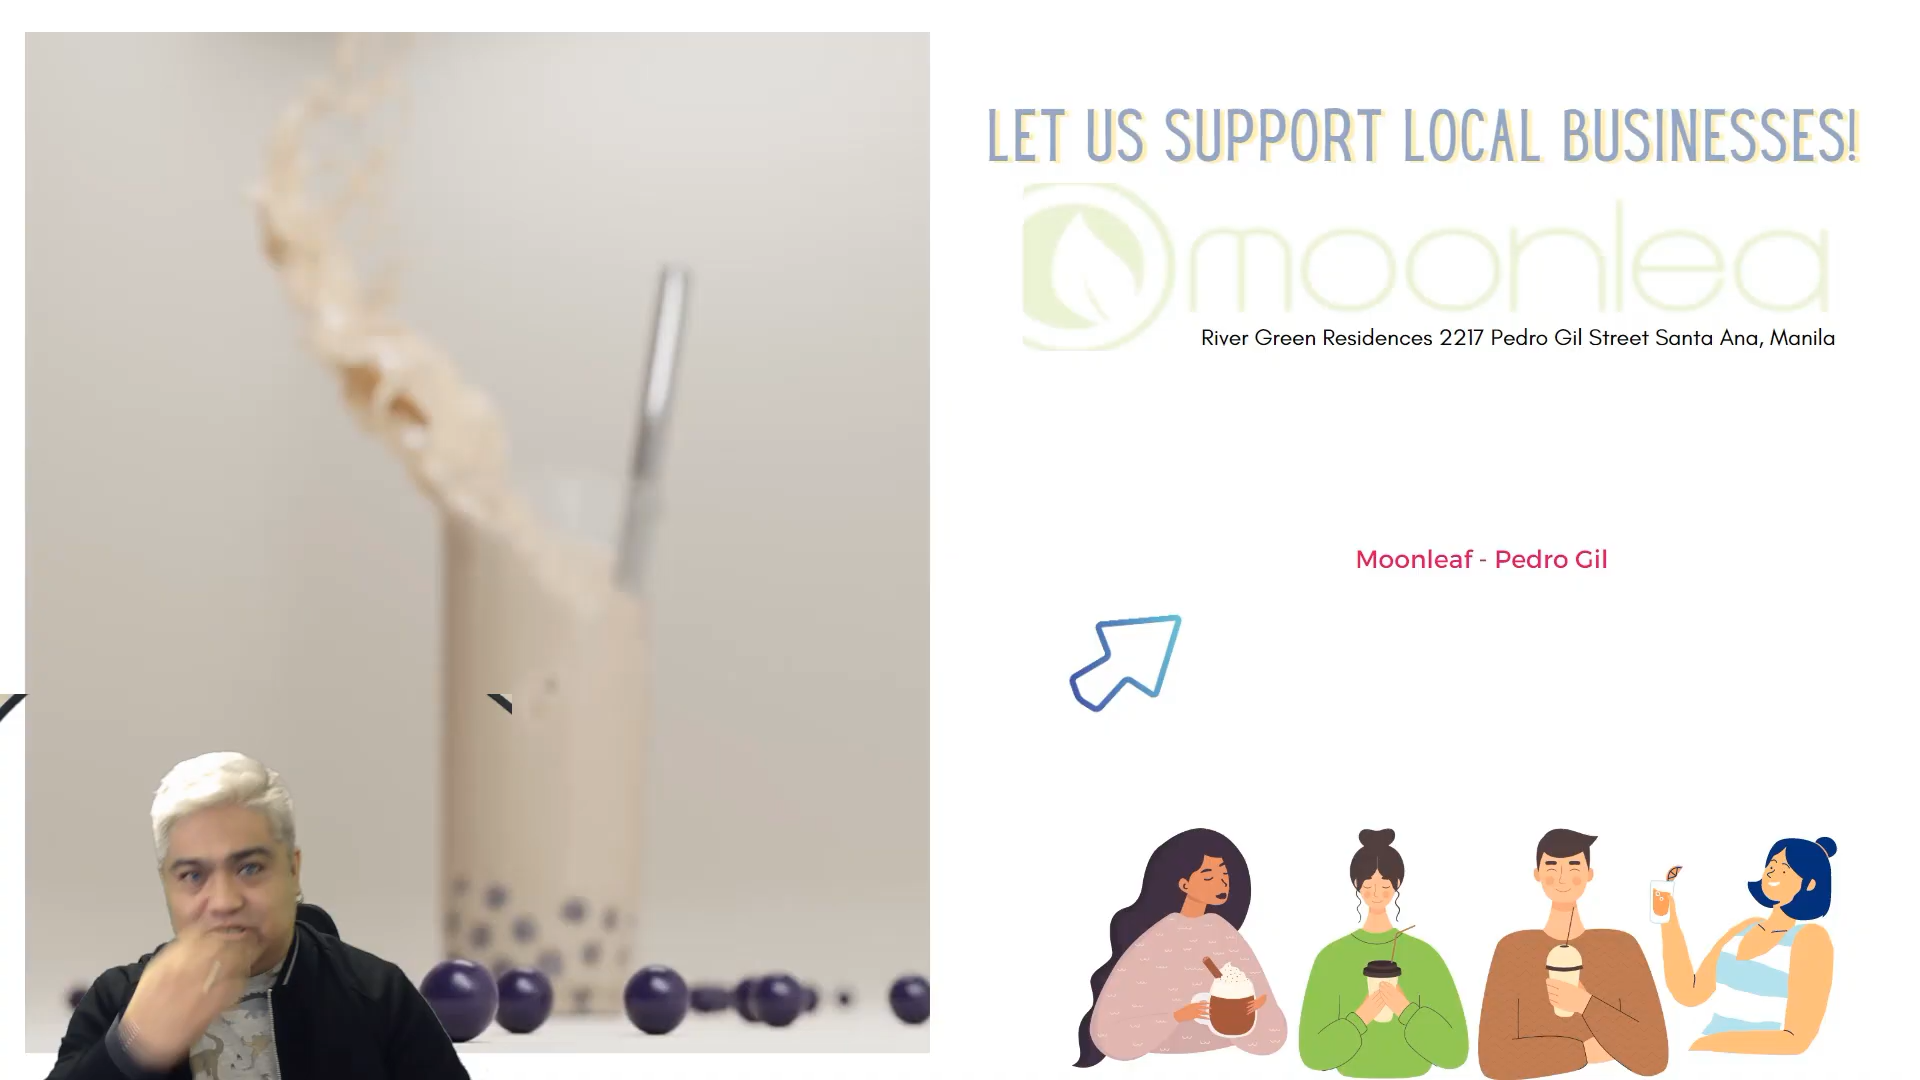 LET US SUPPORT LOCAL BUSINESSES!
moonlea
River Green Residences 2217 Pedro Gil Street Santa Ana, Manila
Moonleaf - Pedro Gil